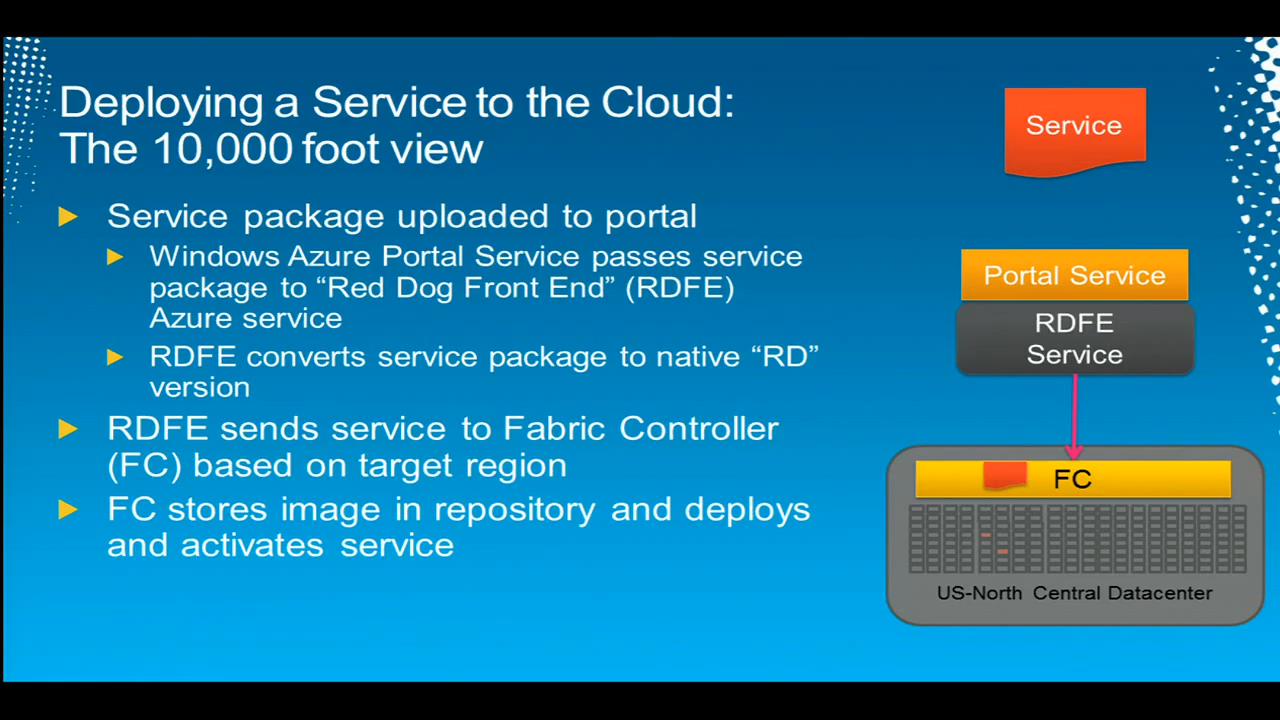 Deploying a Service to the Cloud:
The 10,000 foot view
Service package uploaded to portal
Windows Azure Portal Service passes service
package to “Red Dog Front End” (RDFE)
Azure service
RDFE converts service package to native “RD”
version
RDFE sends service to Fabric Controller
(FC) based on target region
FC stores image in repository and deploys
and activates service
Service
Portal Service
RDFE
Service
FC
US-North Central Datacenter